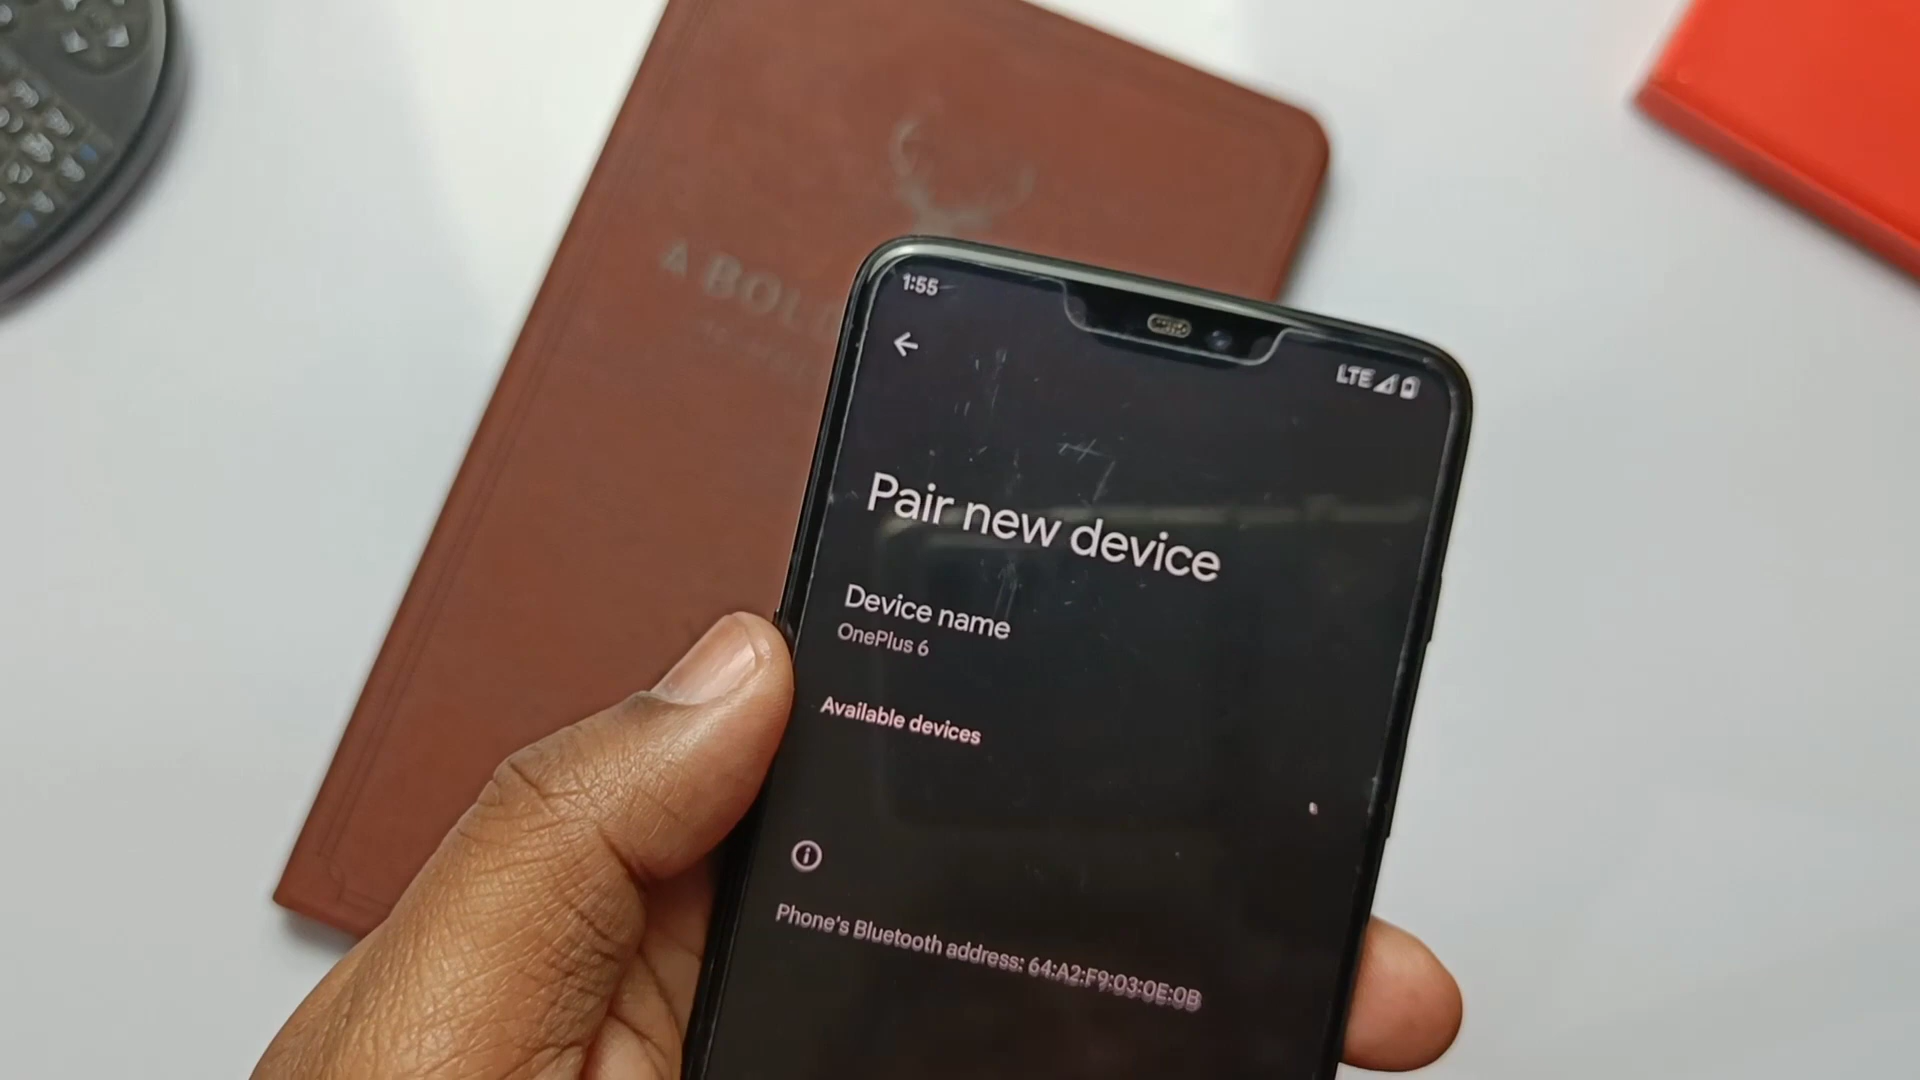 A BOLD
1:55
LTE
Pair new device
Device name
OnePlus 6
Available devices
Phone's Bluetooth address: 64:A2:F9:03:0E:0B